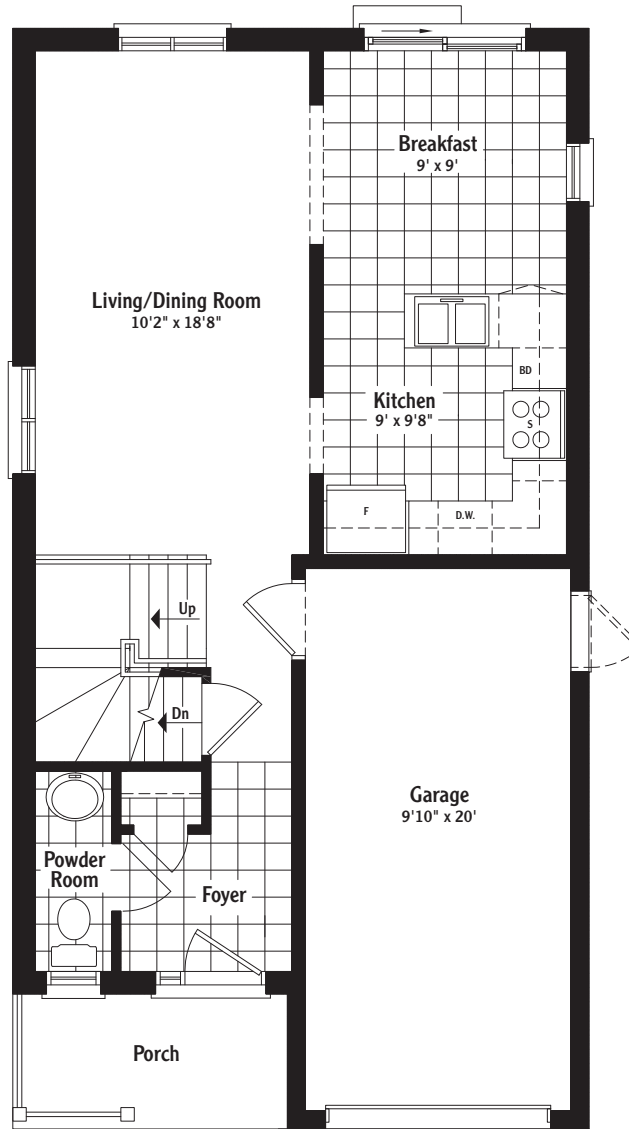 Breakfast
9' x 9'
Living/Dining Room
10'2" x 18'8"
BD
Kitchen
9' x 9'8"
S
F
D.W.
Up
Dn
Garage
9'10" x 20'
Powder
Room
Foyer
Porch